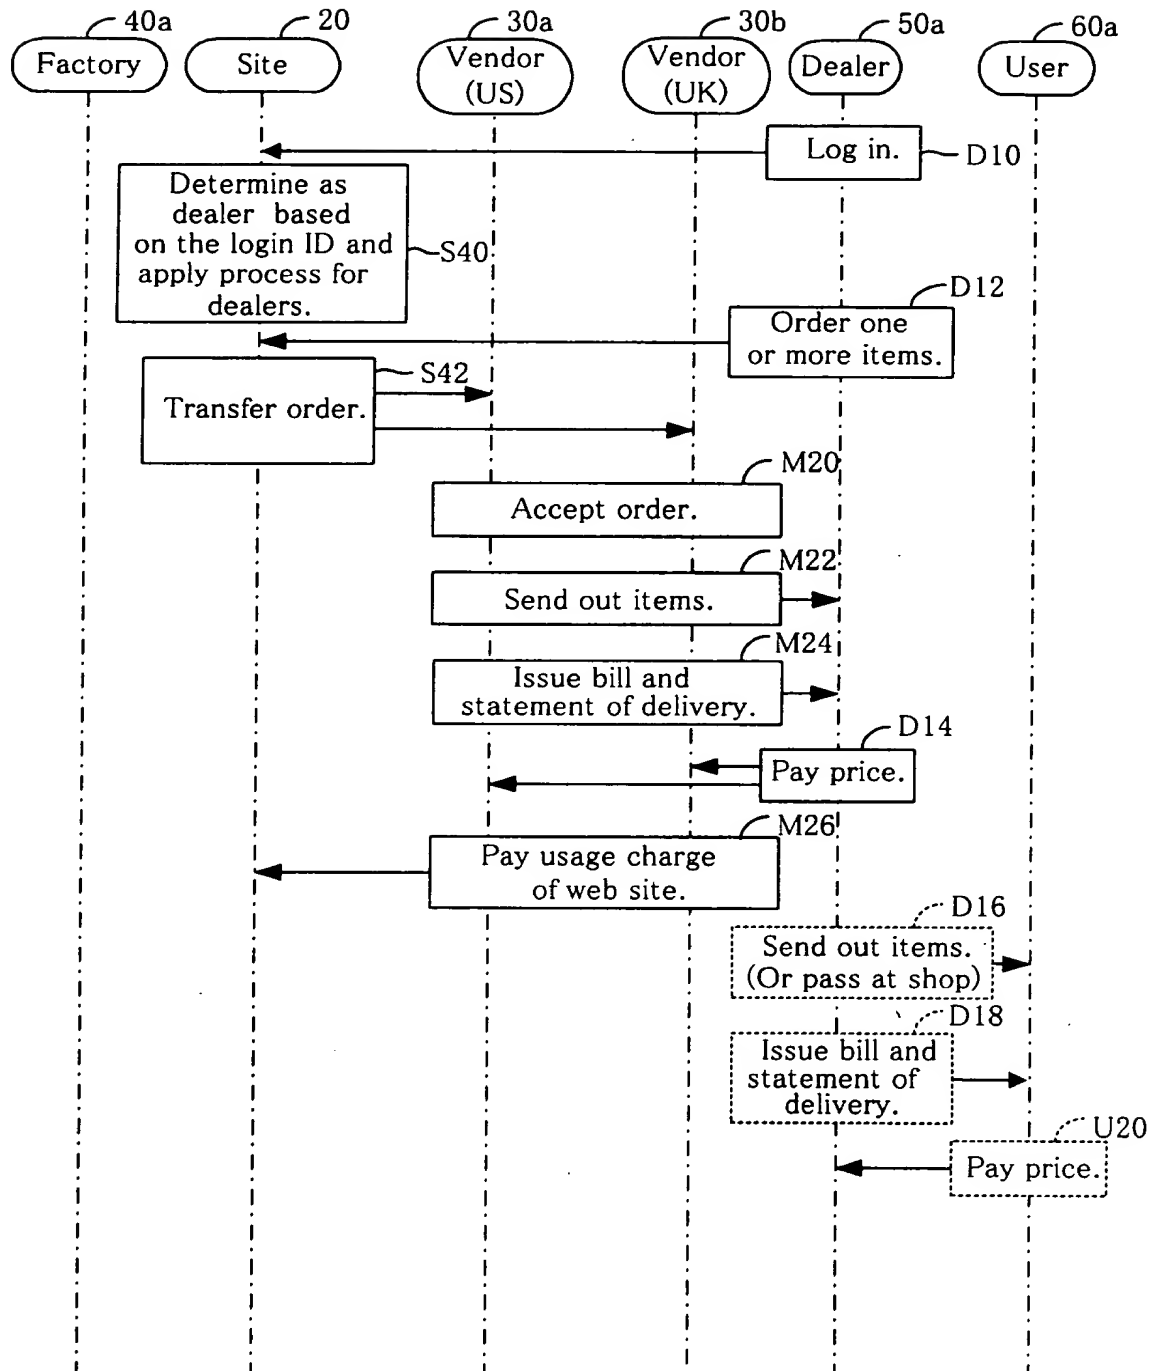 40a
20
30a
30b
50a
60a
Factory
Site
Vendor
(US)
Vendor
(UK)
Dealer
User
Log in.
D10
Determine as
dealer based
on the login ID and
apply process for
dealers.
S40
D12
Order one
or more items.
S42
Transfer order.
M20
Accept order.
M22
Send out items.
M24
Issue bill and
statement of delivery.
D14
Pay price.
M26
Pay usage charge
of web site.
D16
Send out items.
(Or pass at shop)
D18
Issue bill and
statement of
delivery.
U20
Pay price.